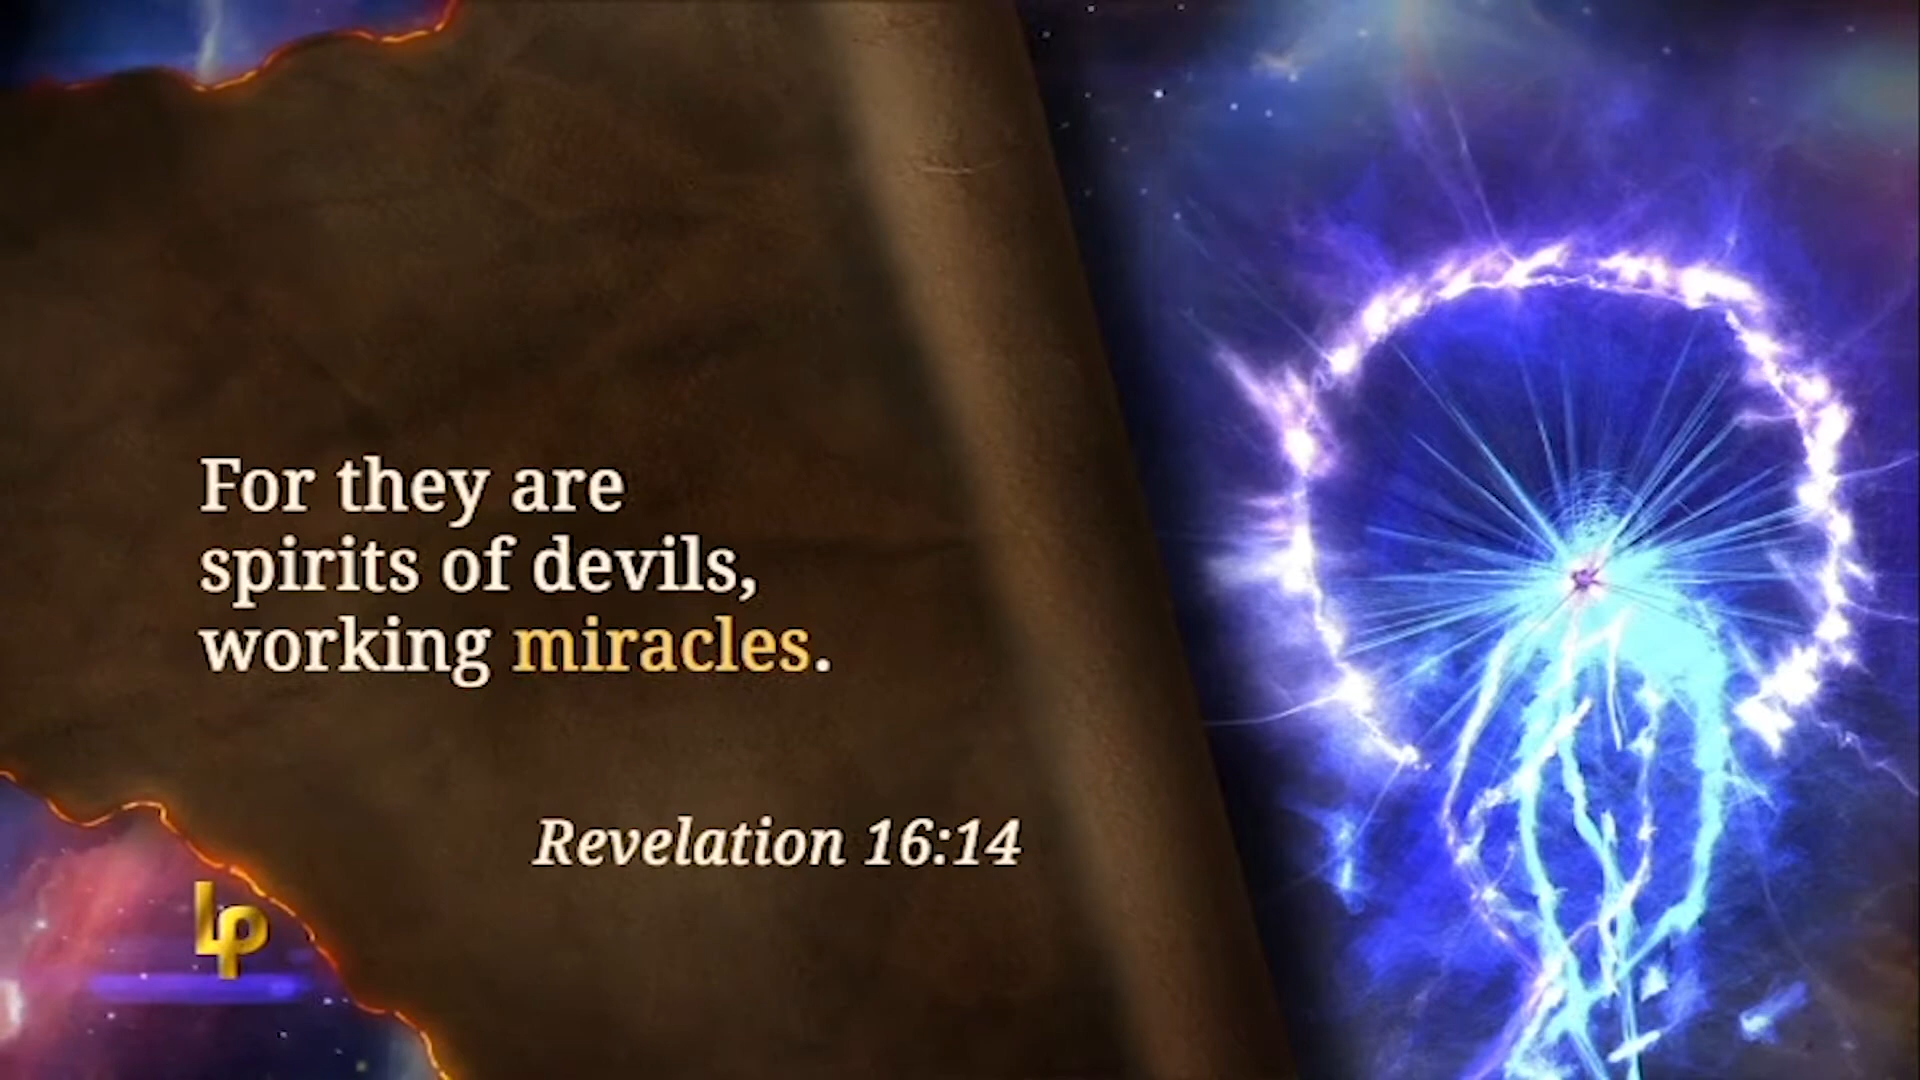 For they are
spirits of devils,
working miracles.
Revelation 16:14
LP